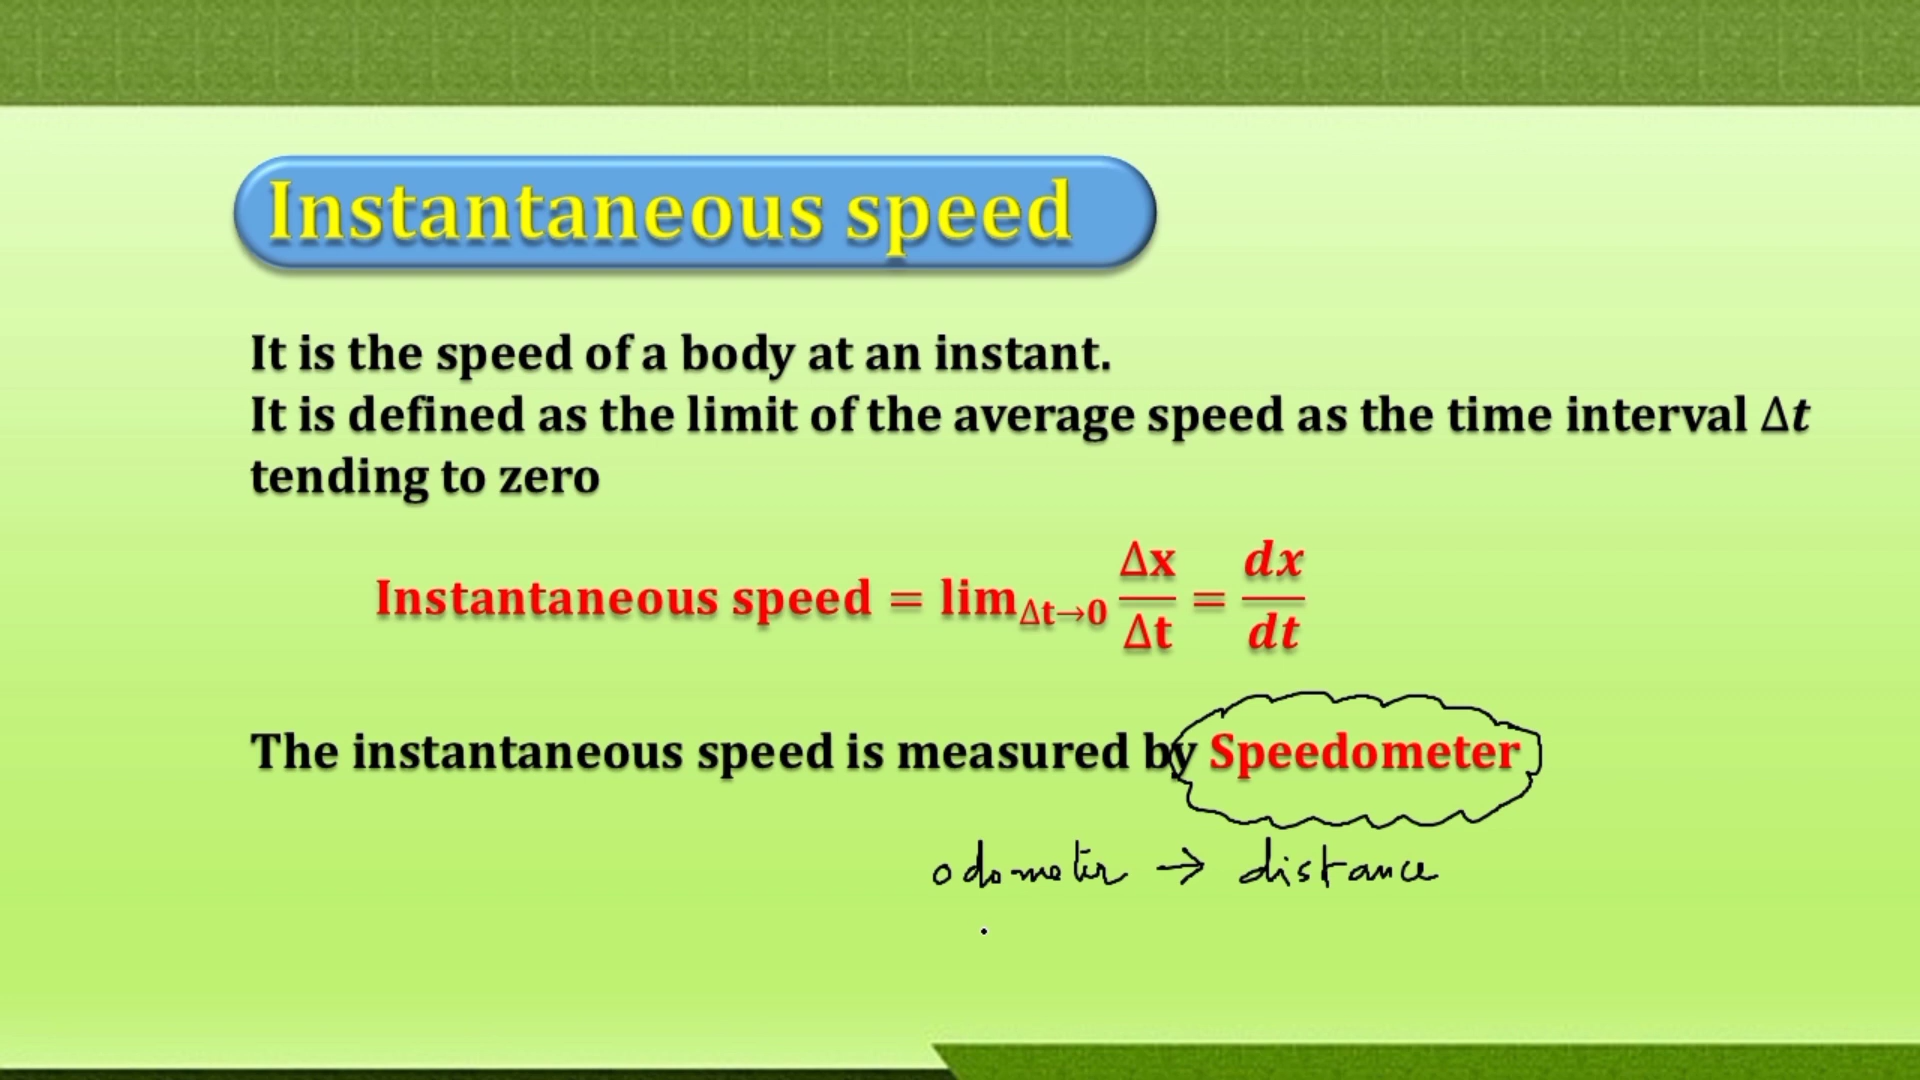 Instantaneous speed
It is the speed of a body at an instant.
It is defined as the limit of the average speed as the time interval Δt
tending to zero
Instantaneous speed = lim_{Δt→0} Δx/Δt = dx/dt
The instantaneous speed is measured by Speedometer
odometer → distance